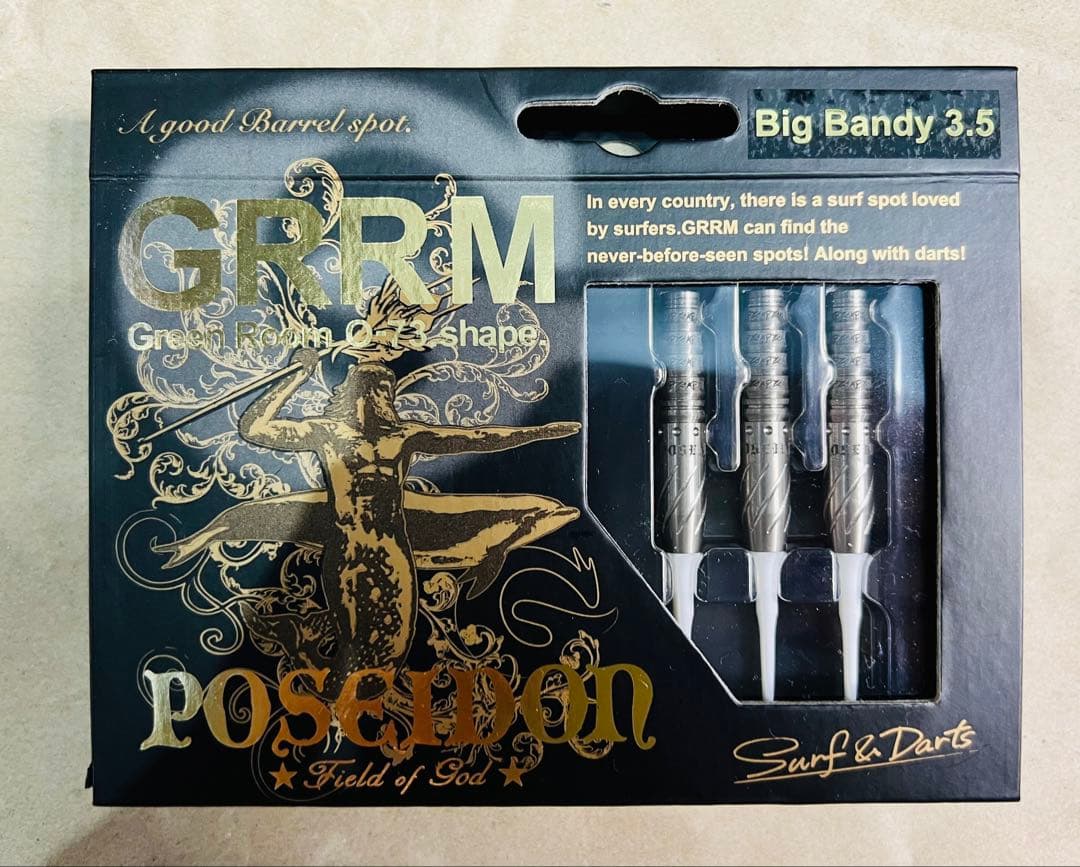 A good Barrel spot.
Big Bandy 3.5
GRRM
Green Room O-73 shape.
In every country, there is a surf spot loved
by surfers.GRRM can find the
never-before-seen spots! Along with darts!
POSEIDON
★ Field of God ★
Surf & Darts